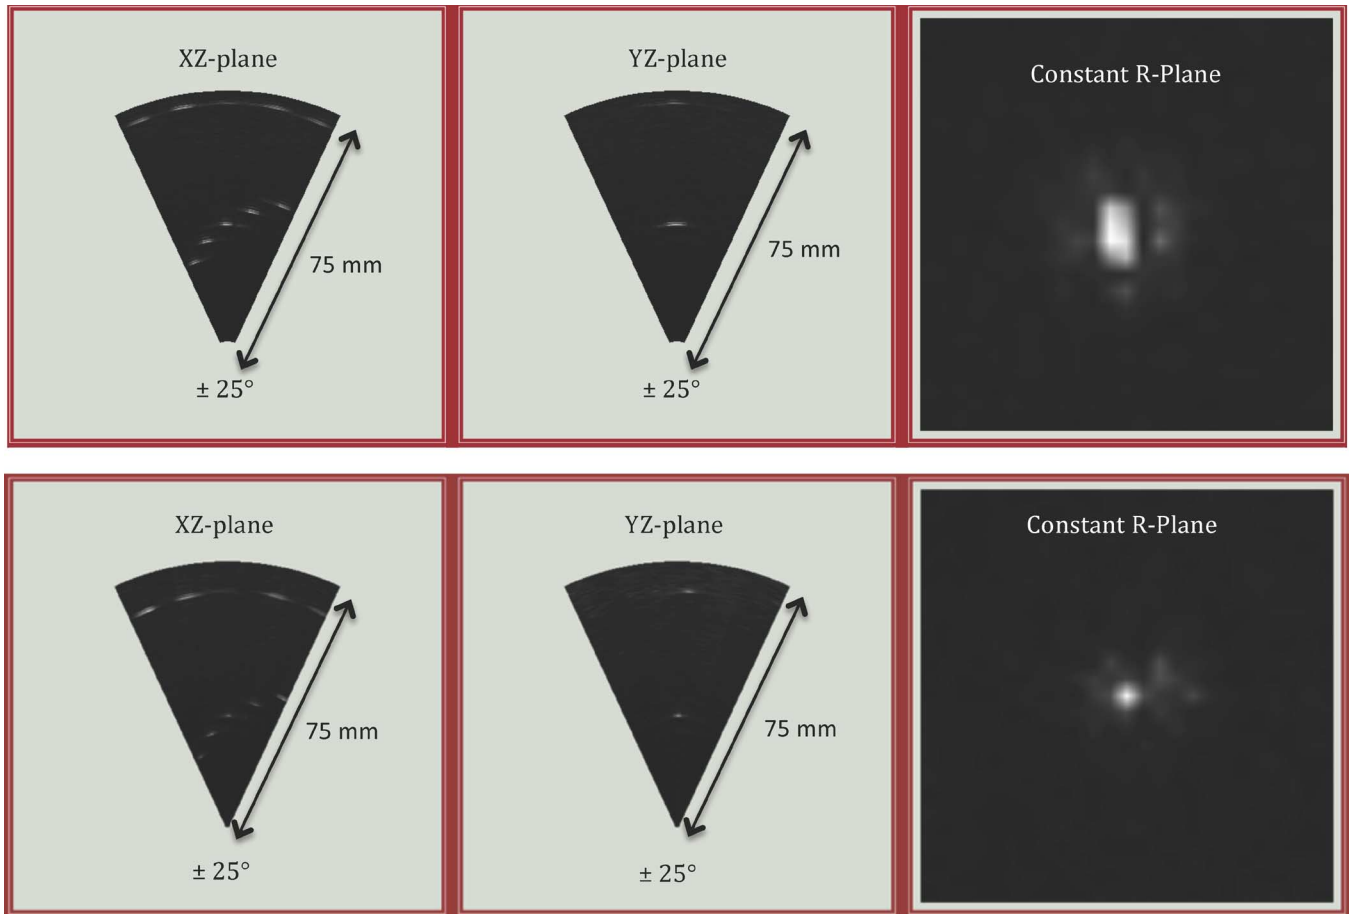 XZ-plane
YZ-plane
Constant R-Plane
75 mm
75 mm
± 25°
± 25°
XZ-plane
YZ-plane
Constant R-Plane
75 mm
75 mm
± 25°
± 25°